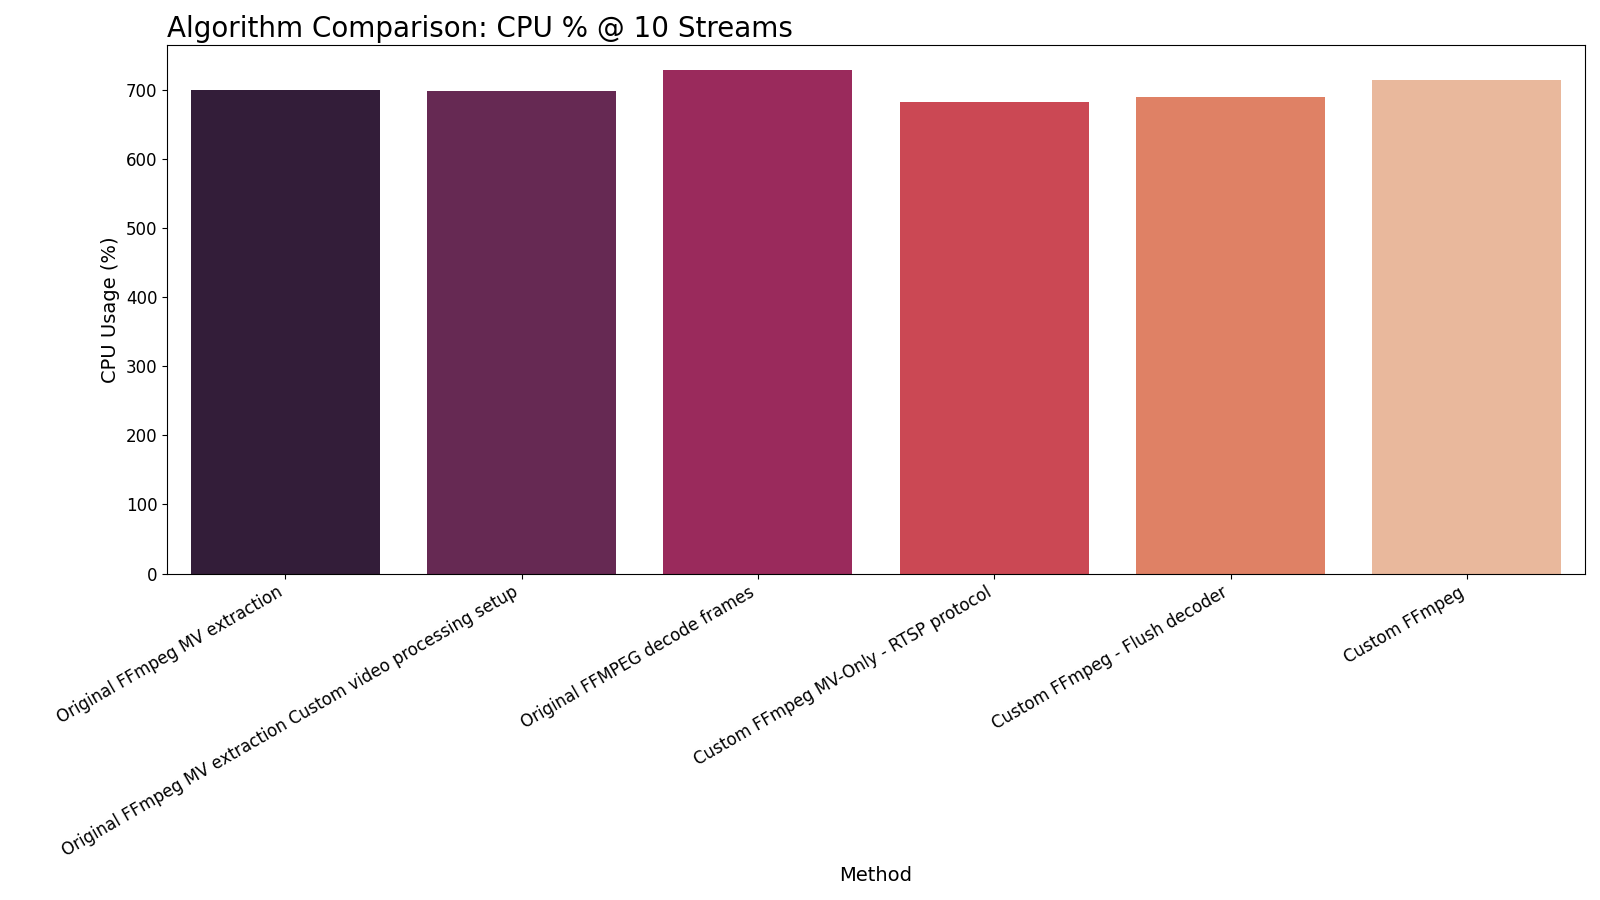 Algorithm Comparison: CPU % @ 10 Streams
CPU Usage (%)
700
600
500
400
300
200
100
0
Original FFmpeg MV extraction
Original FFmpeg MV extraction Custom video processing setup
Original FFMPEG decode frames
Custom FFmpeg MV-Only - RTSP protocol
Custom FFmpeg - Flush decoder
Custom FFmpeg
Method